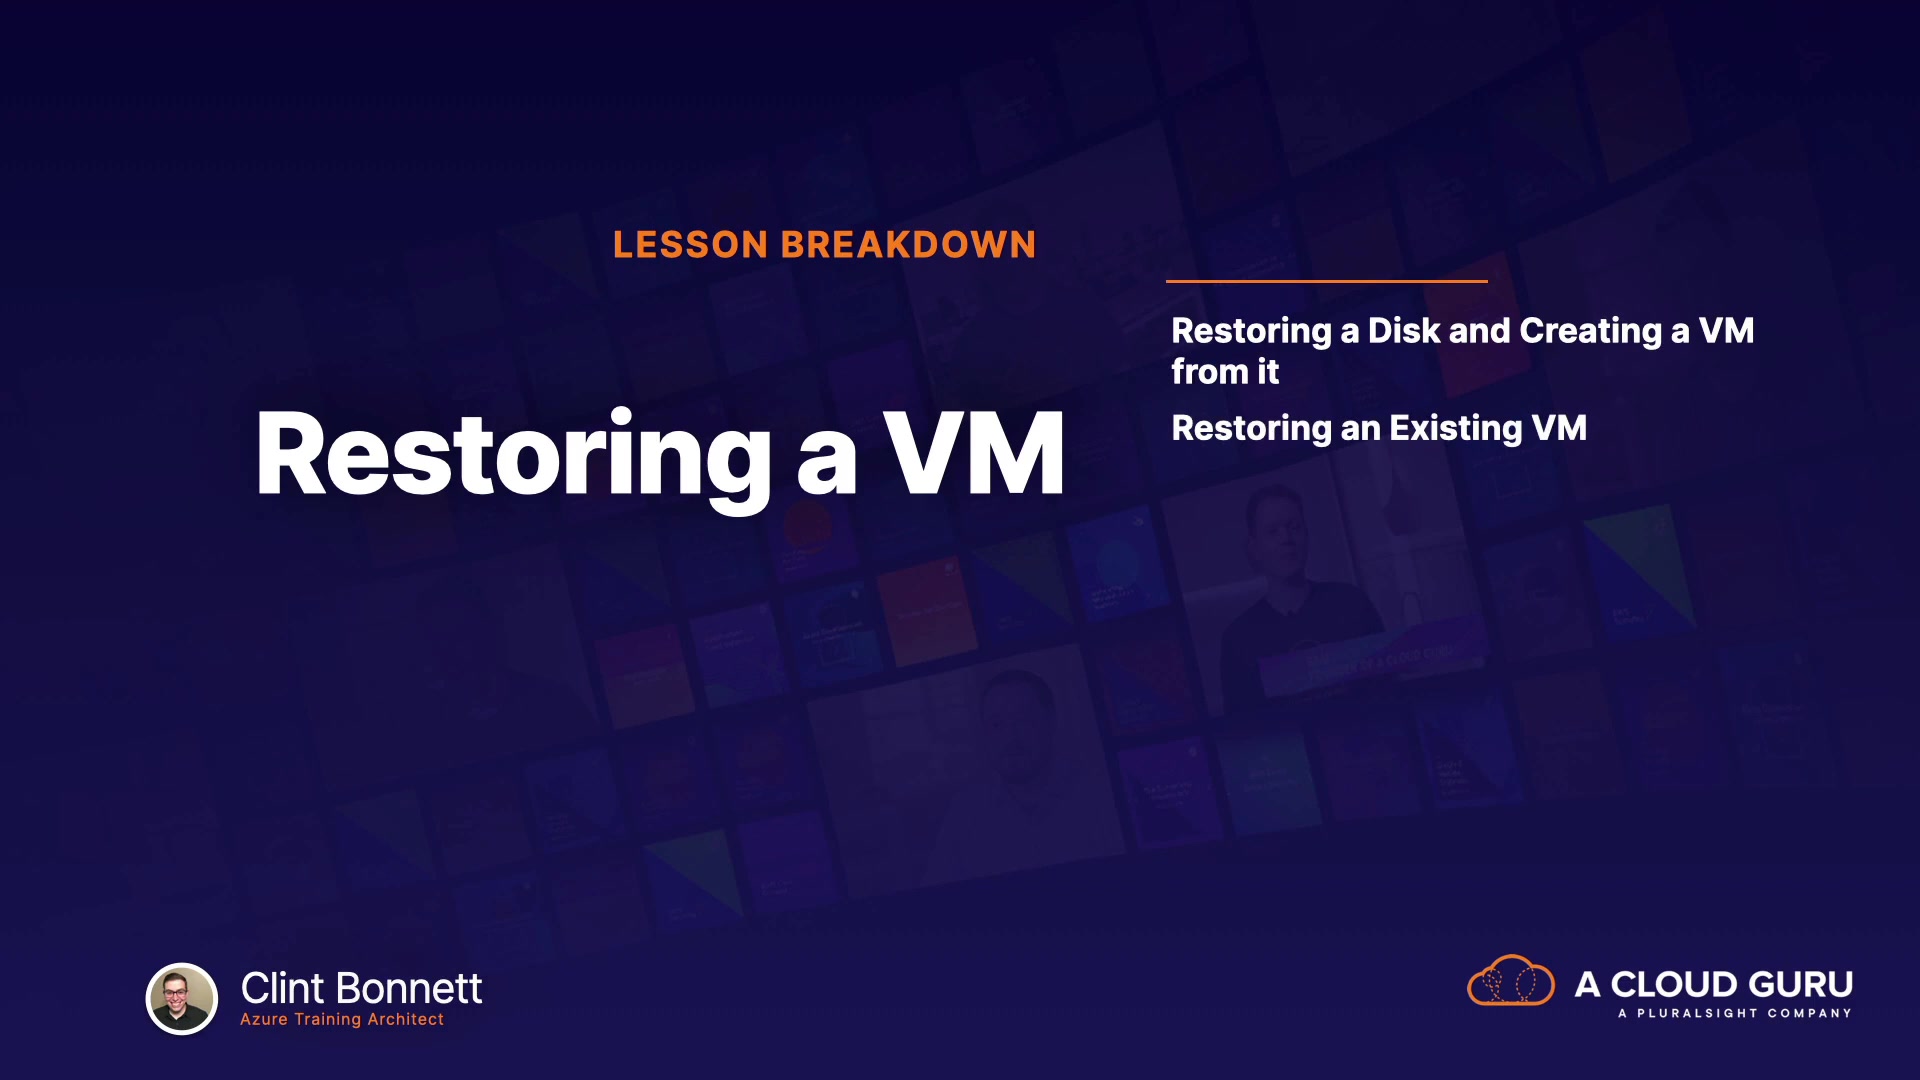 LESSON BREAKDOWN
Restoring a VM
Restoring a Disk and Creating a VM
from it
Restoring an Existing VM
Clint Bonnett
Azure Training Architect
A CLOUD GURU
A PLURALSIGHT COMPANY